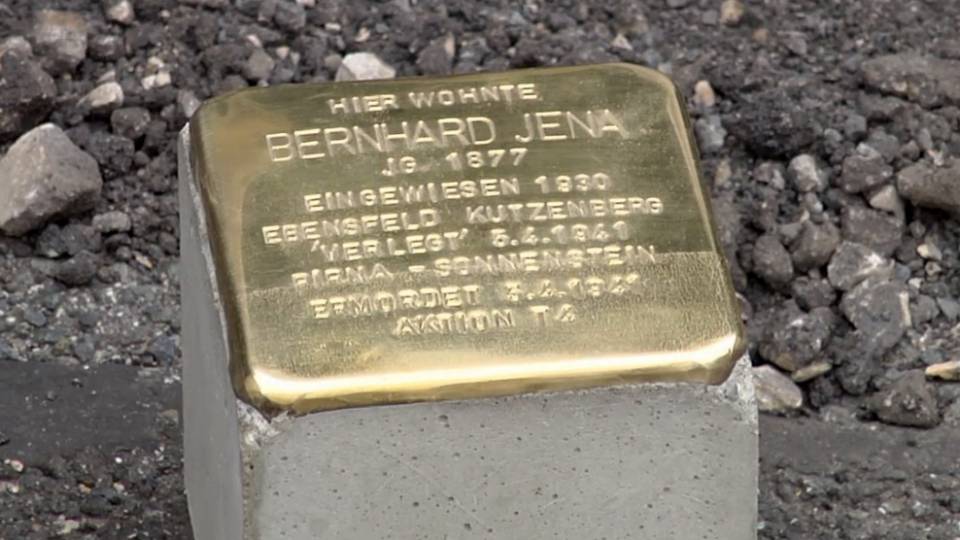 HIER WOHNTE
BERNHARD JENA
JG. 1877
EINGEWIESEN 1930
EBENSFELD KUTZENBERG
'VERLEGT' 5.4.1941
PIRNA - SONNENSTEIN
ERMORDET 5.4.1941
AKTION T4